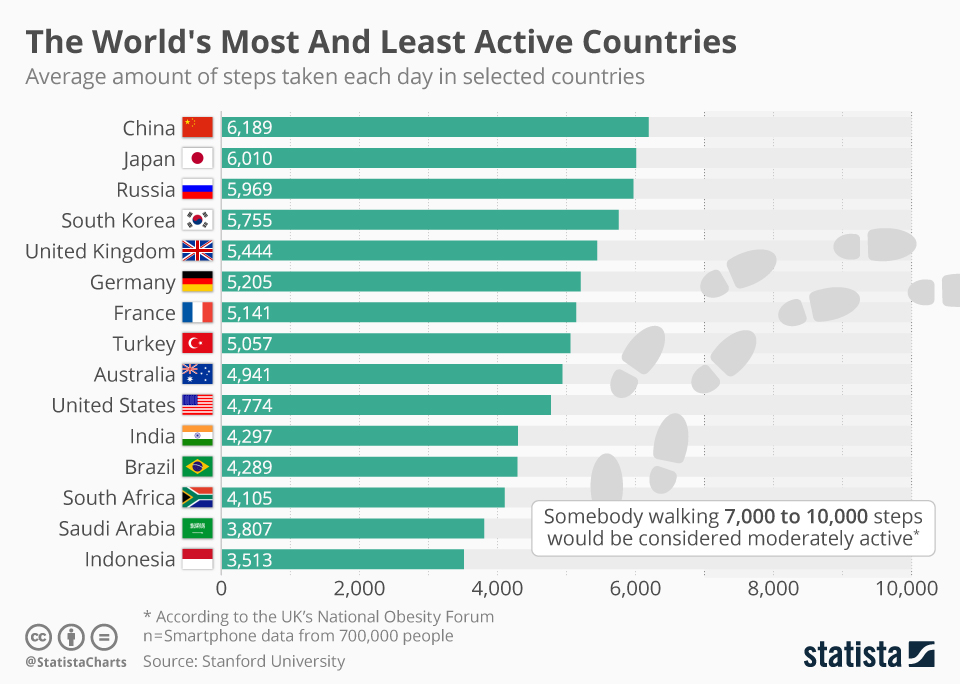 The World's Most And Least Active Countries
Average amount of steps taken each day in selected countries
China 6,189
Japan 6,010
Russia 5,969
South Korea 5,755
United Kingdom 5,444
Germany 5,205
France 5,141
Turkey 5,057
Australia 4,941
United States 4,774
India 4,297
Brazil 4,289
South Africa 4,105
Saudi Arabia 3,807
Indonesia 3,513
Somebody walking 7,000 to 10,000 steps
would be considered moderately active*
0 2,000 4,000 6,000 8,000 10,000
* According to the UK's National Obesity Forum
n=Smartphone data from 700,000 people
Source: Stanford University
cc
@StatistaCharts
statista